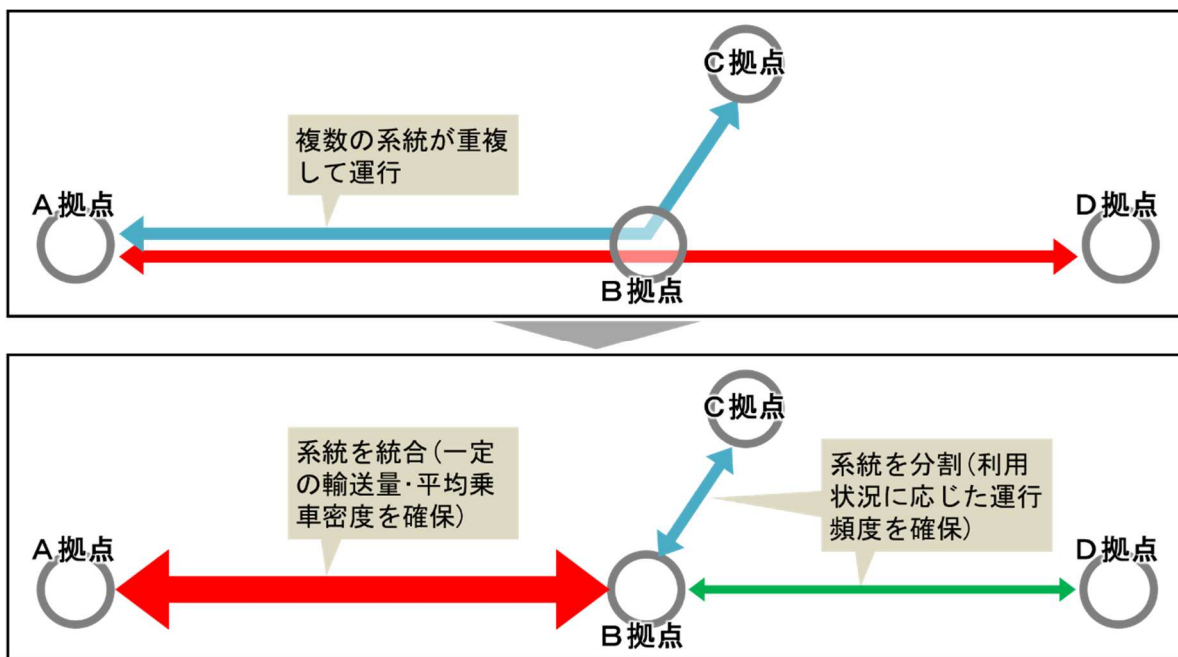 C拠点
複数の系統が重複
して運行
A拠点
D拠点
B拠点
C拠点
系統を統合(一定
の輸送量・平均乗
車密度を確保)
系統を分割(利用
状況に応じた運行
頻度を確保)
A拠点
D拠点
B拠点